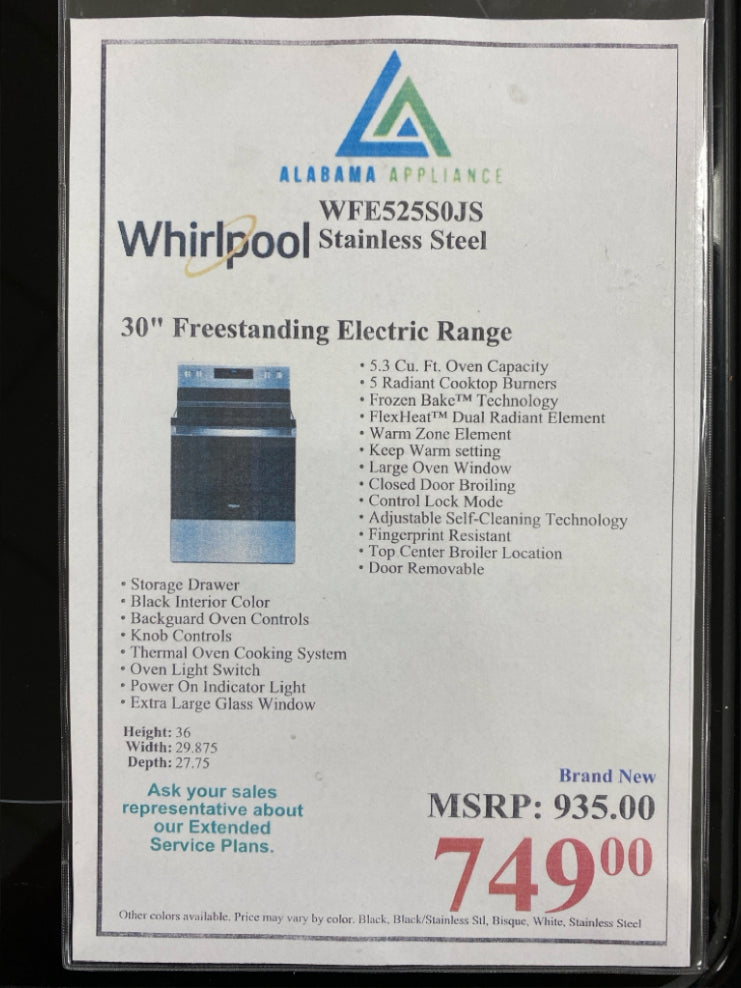 ALABAMA APPLIANCE
WFE525S0JS
Whirlpool Stainless Steel
30" Freestanding Electric Range
• 5.3 Cu. Ft. Oven Capacity
• 5 Radiant Cooktop Burners
• Frozen Bake™ Technology
• FlexHeat™ Dual Radiant Element
• Warm Zone Element
• Keep Warm setting
• Large Oven Window
• Closed Door Broiling
• Control Lock Mode
• Adjustable Self-Cleaning Technology
• Fingerprint Resistant
• Top Center Broiler Location
• Door Removable
• Storage Drawer
• Black Interior Color
• Backguard Oven Controls
• Knob Controls
• Thermal Oven Cooking System
• Oven Light Switch
• Power On Indicator Light
• Extra Large Glass Window
Height: 36
Width: 29.875
Depth: 27.75
Ask your sales
representative about
our Extended
Service Plans.
Brand New
MSRP: 935.00
749 00
Other colors available. Price may vary by color. Black, Black/Stainless Stl, Bisque, White, Stainless Steel